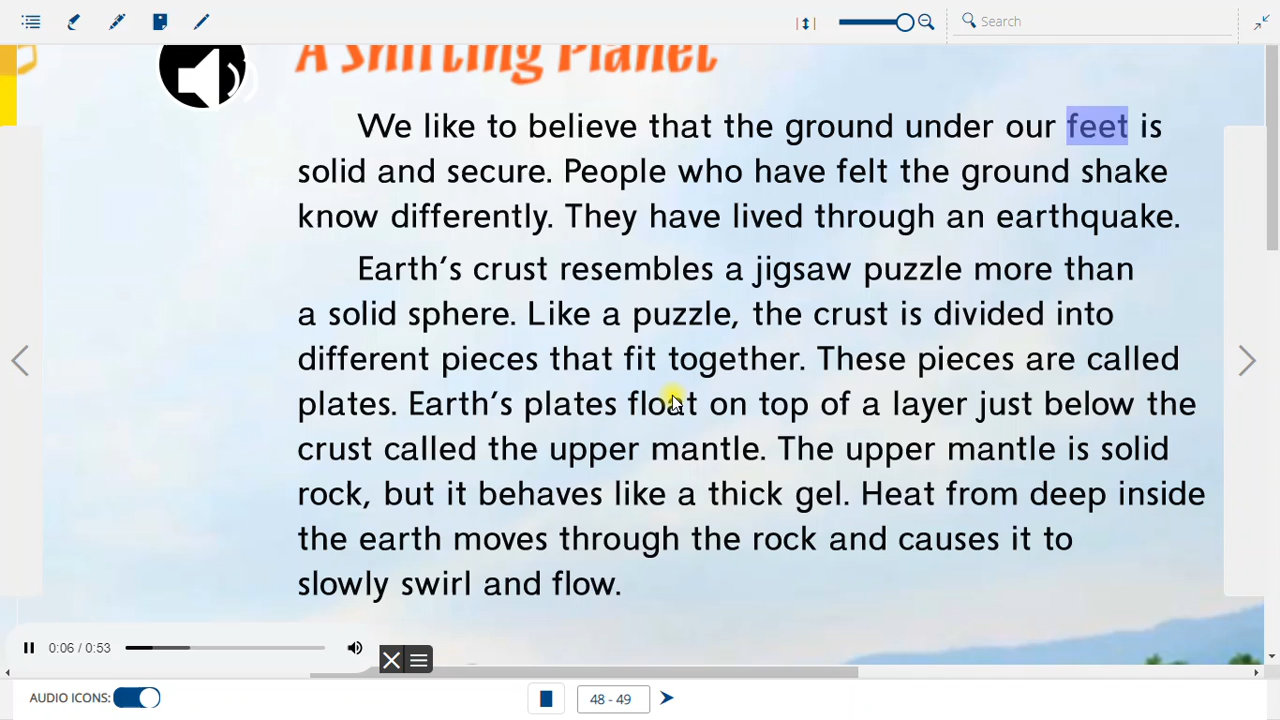 Search
A Shifting Planet
We like to believe that the ground under our feet is
solid and secure. People who have felt the ground shake
know differently. They have lived through an earthquake.
Earth's crust resembles a jigsaw puzzle more than
a solid sphere. Like a puzzle, the crust is divided into
different pieces that fit together. These pieces are called
plates. Earth's plates float on top of a layer just below the
crust called the upper mantle. The upper mantle is solid
rock, but it behaves like a thick gel. Heat from deep inside
the earth moves through the rock and causes it to
slowly swirl and flow.
0:06 / 0:53
AUDIO ICONS:
48 - 49